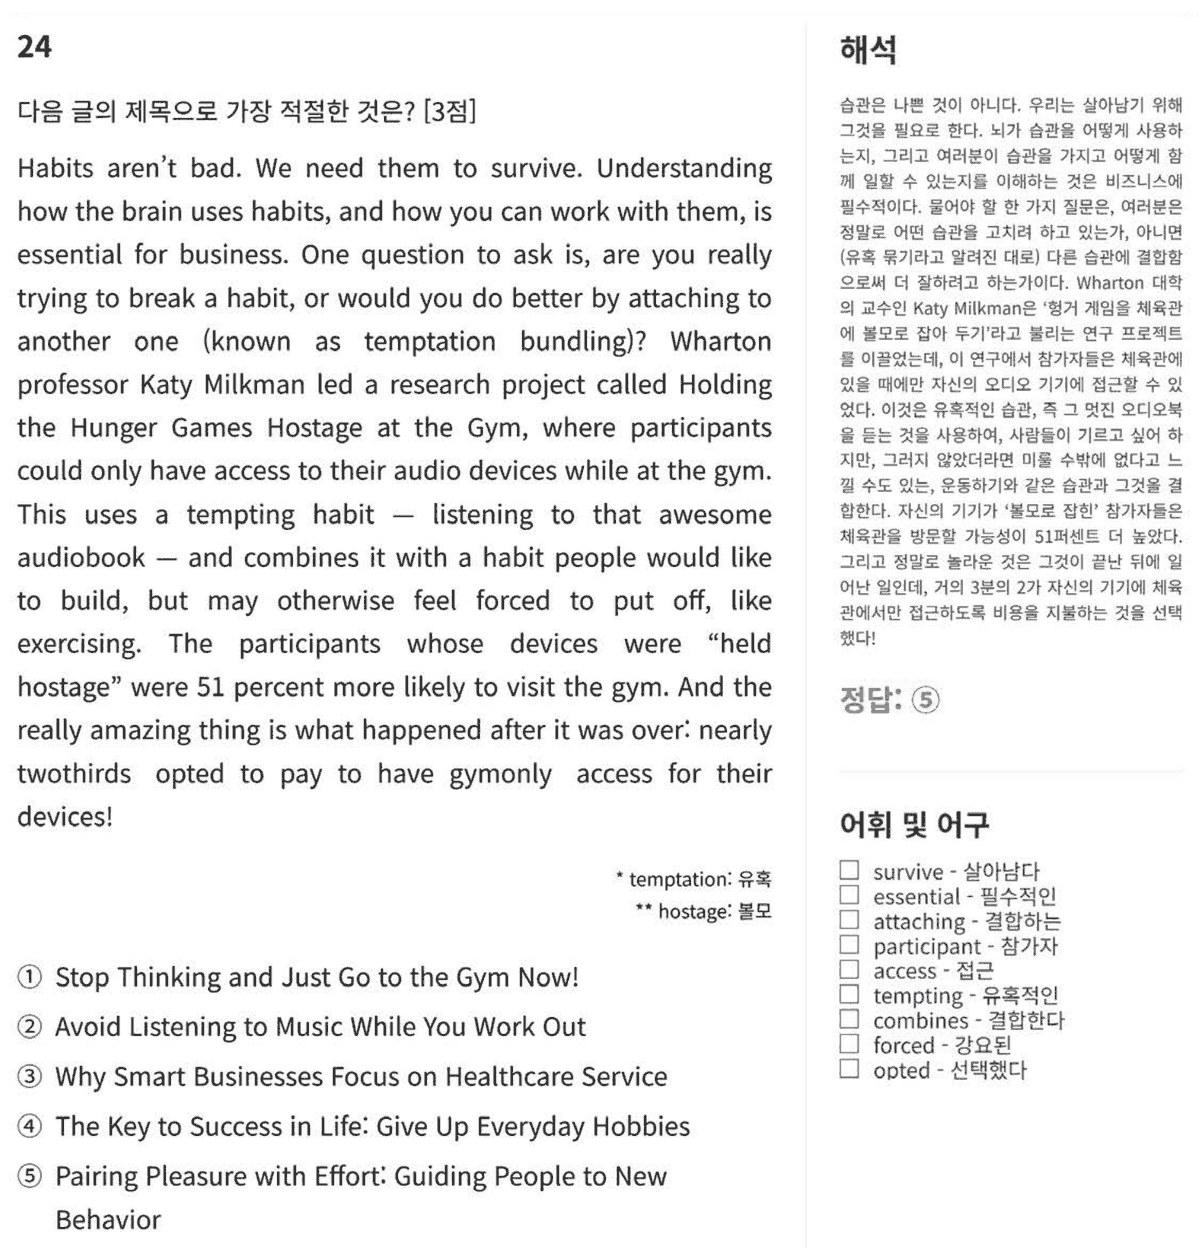 24
다음 글의 제목으로 가장 적절한 것은? [3점]
Habits aren't bad. We need them to survive. Understanding
how the brain uses habits, and how you can work with them, is
essential for business. One question to ask is, are you really
trying to break a habit, or would you do better by attaching to
another one (known as temptation bundling)? Wharton
professor Katy Milkman led a research project called Holding
the Hunger Games Hostage at the Gym, where participants
could only have access to their audio devices while at the gym.
This uses a tempting habit — listening to that awesome
audiobook — and combines it with a habit people would like
to build, but may otherwise feel forced to put off, like
exercising. The participants whose devices were “held
hostage” were 51 percent more likely to visit the gym. And the
really amazing thing is what happened after it was over: nearly
twothirds opted to pay to have gymonly access for their
devices!
* temptation: 유혹
** hostage: 볼모
① Stop Thinking and Just Go to the Gym Now!
② Avoid Listening to Music While You Work Out
③ Why Smart Businesses Focus on Healthcare Service
④ The Key to Success in Life: Give Up Everyday Hobbies
⑤ Pairing Pleasure with Effort: Guiding People to New
Behavior
해석
습관은 나쁜 것이 아니다. 우리는 살아남기 위해
그것을 필요로 한다. 뇌가 습관을 어떻게 사용하
는지, 그리고 여러분이 습관을 가지고 어떻게 함
께 일할 수 있는지를 이해하는 것은 비즈니스에
필수적이다. 물어야 할 한 가지 질문은, 여러분은
정말로 어떤 습관을 고치려 하고 있는가, 아니면
(유혹 묶기라고 알려진 대로) 다른 습관에 결합함
으로써 더 잘하려고 하는가이다. Wharton 대학
의 교수인 Katy Milkman은 ‘헝거 게임을 체육관
에 볼모로 잡아 두기’라고 불리는 연구 프로젝트
를 이끌었는데, 이 연구에서 참가자들은 체육관에
있을 때에만 자신의 오디오 기기에 접근할 수 있
었다. 이것은 유혹적인 습관, 즉 그 멋진 오디오북
을 듣는 것을 사용하여, 사람들이 기르고 싶어 하
지만, 그러지 않았더라면 미룰 수밖에 없다고 느
낄 수도 있는, 운동하기와 같은 습관과 그것을 결
합한다. 자신의 기기가 ‘볼모로 잡힌’ 참가자들은
체육관을 방문할 가능성이 51퍼센트 더 높았다.
그리고 정말로 놀라운 것은 그것이 끝난 뒤에 일
어난 일인데, 거의 3분의 2가 자신의 기기에 체육
관에서만 접근하도록 비용을 지불하는 것을 선택
했다!
정답: ⑤
어휘 및 어구
survive - 살아남다
essential - 필수적인
attaching - 결합하는
participant - 참가자
access - 접근
tempting - 유혹적인
combines - 결합한다
forced - 강요된
opted - 선택했다